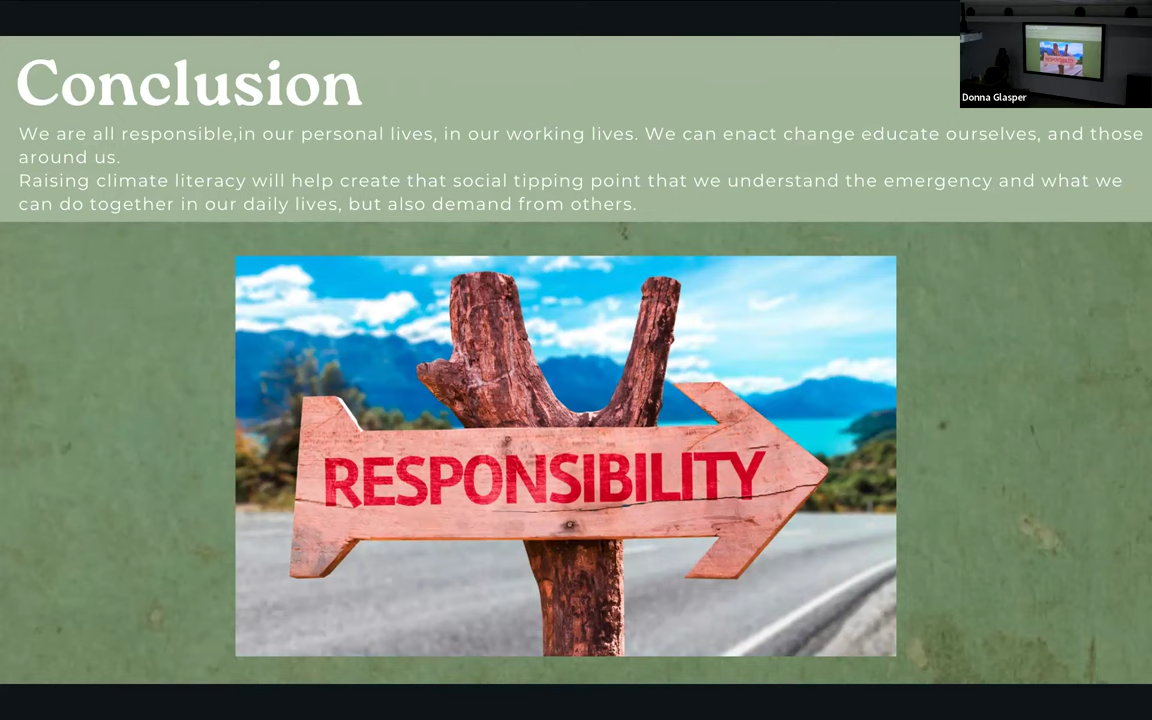 Conclusion
We are all responsible,in our personal lives, in our working lives. We can enact change educate ourselves, and those
around us.
Raising climate literacy will help create that social tipping point that we understand the emergency and what we
can do together in our daily lives, but also demand from others.
RESPONSIBILITY
Donna Glasper